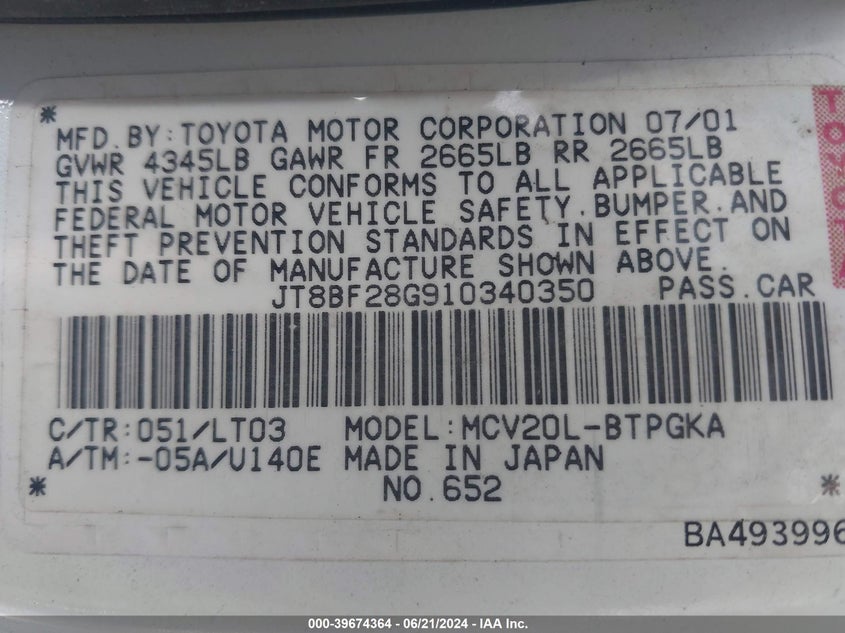 *
MFD.BY:TOYOTA MOTOR CORPORATION 07/01
GVWR 4345LB GAWR FR 2665LB RR 2665LB
THIS VEHICLE CONFORMS TO ALL APPLICABLE
FEDERAL MOTOR VEHICLE SAFETY.BUMPER.AND
THEFT PREVENTION STANDARDS IN EFFECT ON
THE DATE OF MANUFACTURE SHOWN ABOVE.
JT8BF28G910340350 PASS.CAR
C/TR:051/LT03 MODEL:MCV20L-BTPGKA
A/TM:-05A/U140E MADE IN JAPAN
* NO.652 *
BA493996
TOYOTA
000-39674364 - 06/21/2024 - IAA Inc.